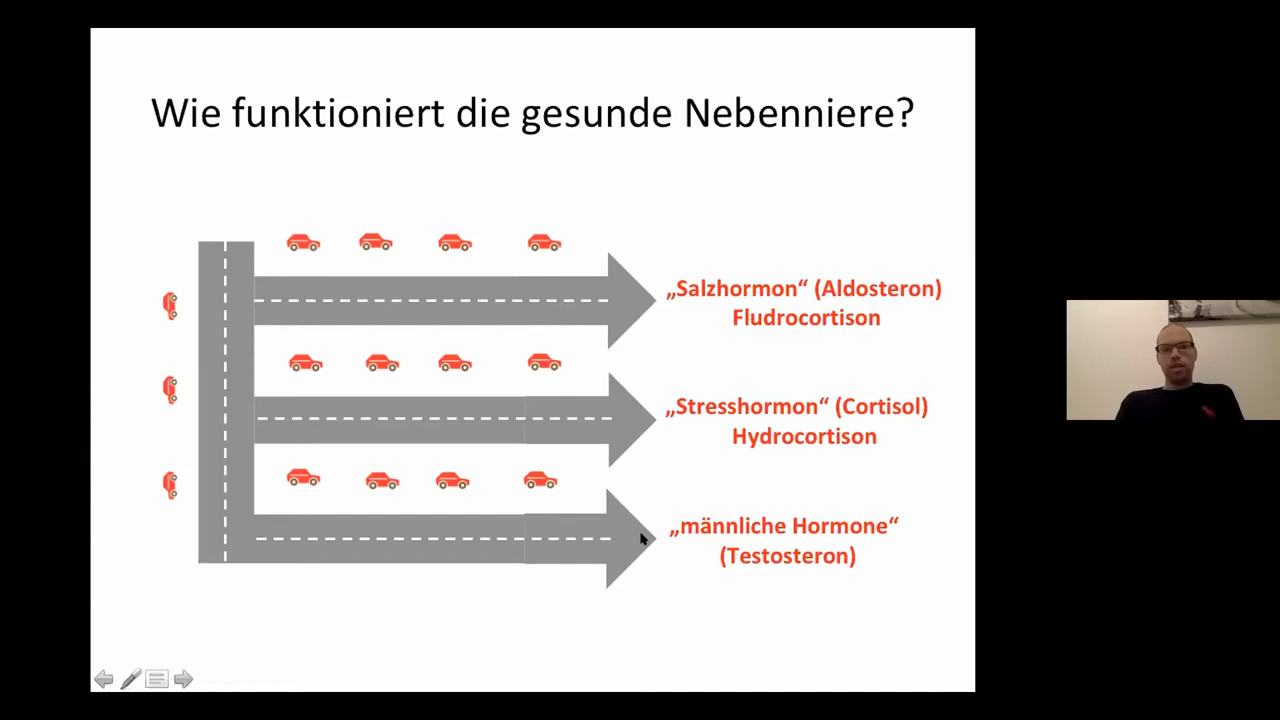 Wie funktioniert die gesunde Nebenniere?
„Salzhormon“ (Aldosteron)
Fludrocortison
„Stresshormon“ (Cortisol)
Hydrocortison
„männliche Hormone“
(Testosteron)